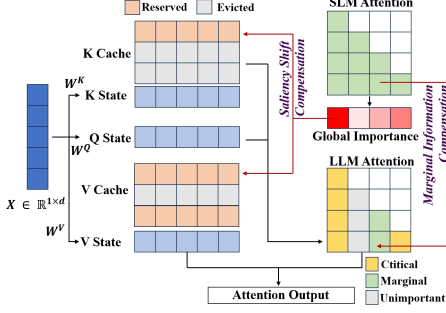 Reserved
Evicted
SLM Attention
K Cache
W^K
K State
Saliency Shift
Compensation
Global Importance
Marginal Information
Compensation
Q State
W^Q
V Cache
LLM Attention
X ∈ ℝ^{1×d}
W^V
V State
Attention Output
Ctitical
Marginal
Unimportant